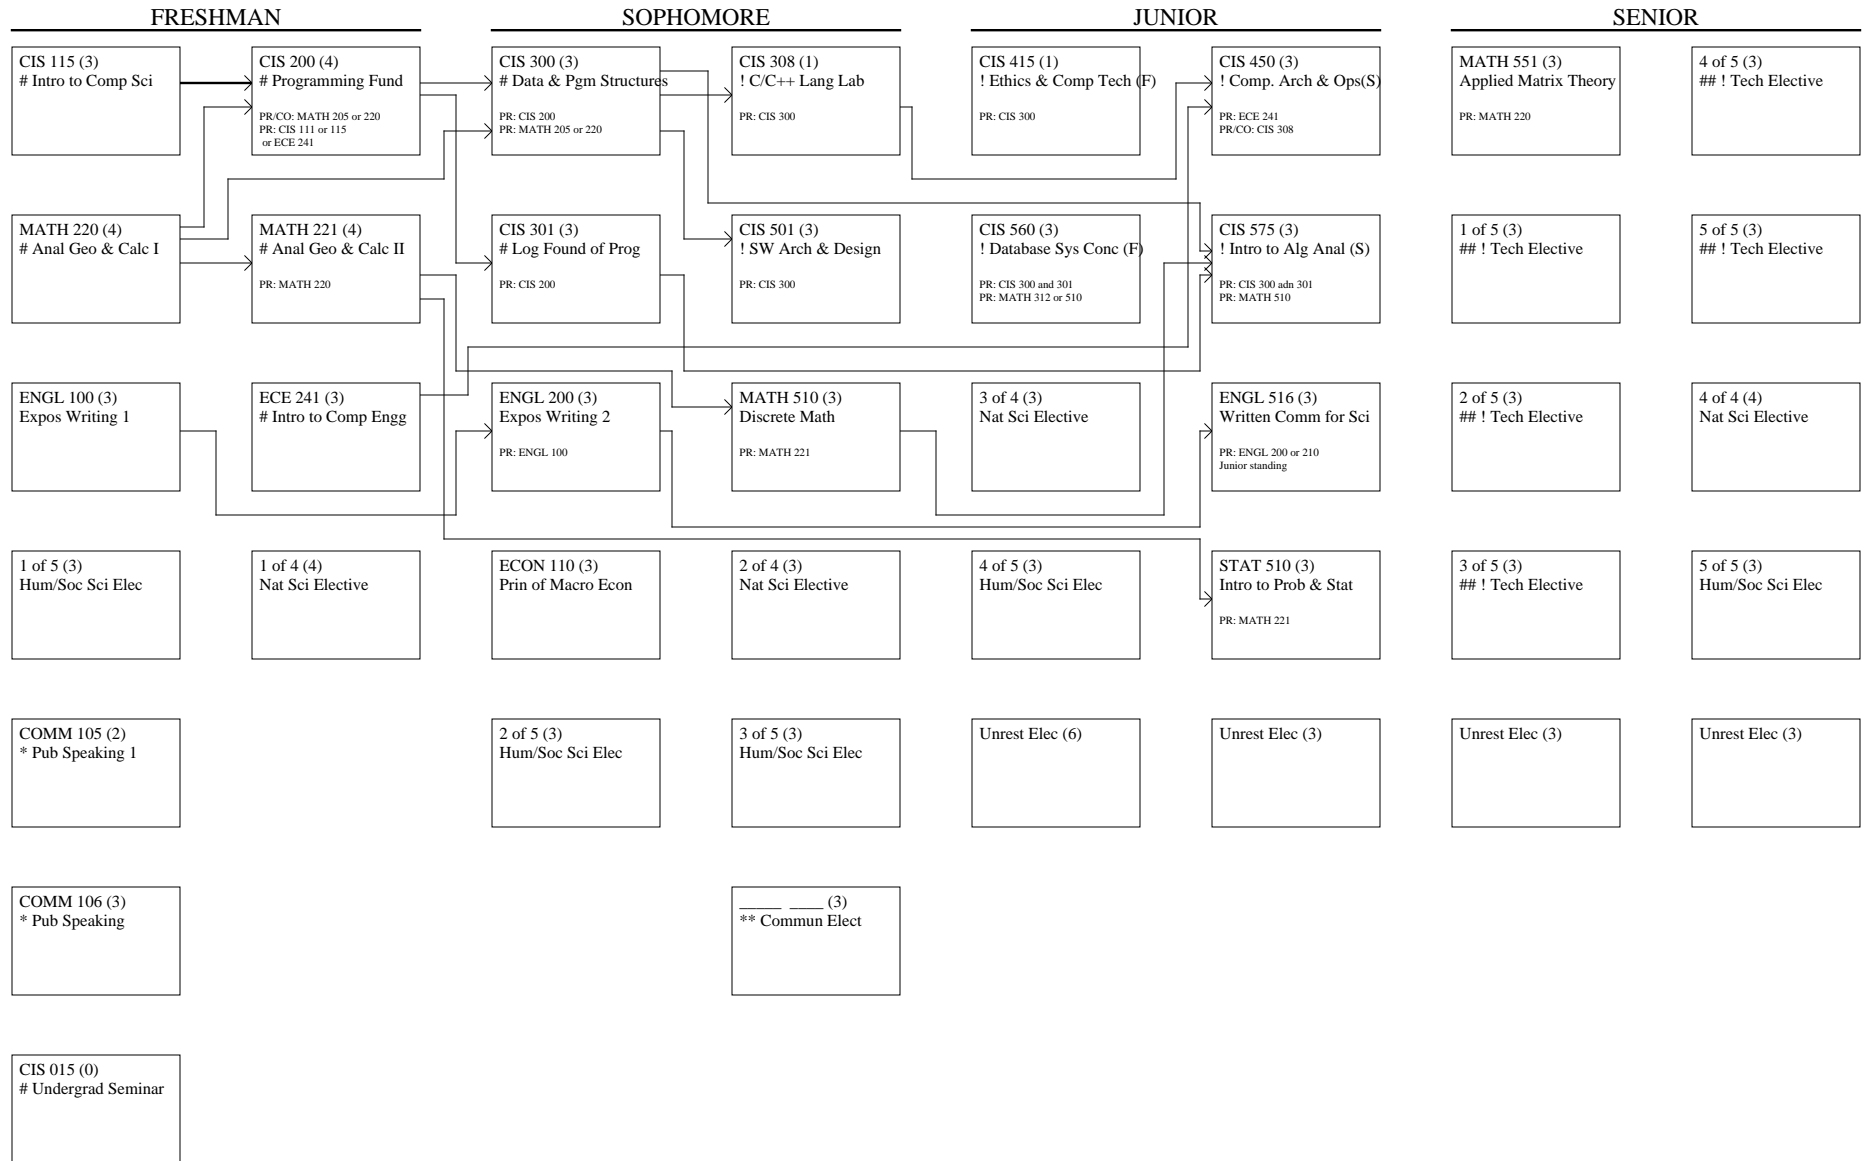 FRESHMAN
SOPHOMORE
JUNIOR
SENIOR
CIS 115 (3)
# Intro to Comp Sci
CIS 200 (4)
# Programming Fund
PR/CO: MATH 205 or 220
PR: CIS 111 or 115
or ECE 241
CIS 300 (3)
# Data & Pgm Structures
PR: CIS 200
PR: MATH 205 or 220
CIS 308 (1)
! C/C++ Lang Lab
PR: CIS 300
CIS 415 (1)
! Ethics & Comp Tech (F)
PR: CIS 300
CIS 450 (3)
! Comp. Arch & Ops(S)
PR: ECE 241
PR/CO: CIS 308
MATH 551 (3)
Applied Matrix Theory
PR: MATH 220
4 of 5 (3)
## ! Tech Elective
MATH 220 (4)
# Anal Geo & Calc I
MATH 221 (4)
# Anal Geo & Calc II
PR: MATH 220
CIS 301 (3)
# Log Found of Prog
PR: CIS 200
CIS 501 (3)
! SW Arch & Design
PR: CIS 300
CIS 560 (3)
! Database Sys Conc (F)
PR: CIS 300 and 301
PR: MATH 312 or 510
CIS 575 (3)
! Intro to Alg Anal (S)
PR: CIS 300 adn 301
PR: MATH 510
1 of 5 (3)
## ! Tech Elective
5 of 5 (3)
## ! Tech Elective
ENGL 100 (3)
Expos Writing 1
ECE 241 (3)
# Intro to Comp Engg
ENGL 200 (3)
Expos Writing 2
PR: ENGL 100
MATH 510 (3)
Discrete Math
PR: MATH 221
3 of 4 (3)
Nat Sci Elective
ENGL 516 (3)
Written Comm for Sci
PR: ENGL 200 or 210
Junior standing
2 of 5 (3)
## ! Tech Elective
4 of 4 (4)
Nat Sci Elective
1 of 5 (3)
Hum/Soc Sci Elec
1 of 4 (4)
Nat Sci Elective
ECON 110 (3)
Prin of Macro Econ
2 of 4 (3)
Nat Sci Elective
4 of 5 (3)
Hum/Soc Sci Elec
STAT 510 (3)
Intro to Prob & Stat
PR: MATH 221
3 of 5 (3)
## ! Tech Elective
5 of 5 (3)
Hum/Soc Sci Elec
COMM 105 (2)
* Pub Speaking 1
2 of 5 (3)
Hum/Soc Sci Elec
3 of 5 (3)
Hum/Soc Sci Elec
Unrest Elec (6)
Unrest Elec (3)
Unrest Elec (3)
Unrest Elec (3)
COMM 106 (3)
* Pub Speaking
_____ ____ (3)
** Commun Elect
CIS 015 (0)
# Undergrad Seminar